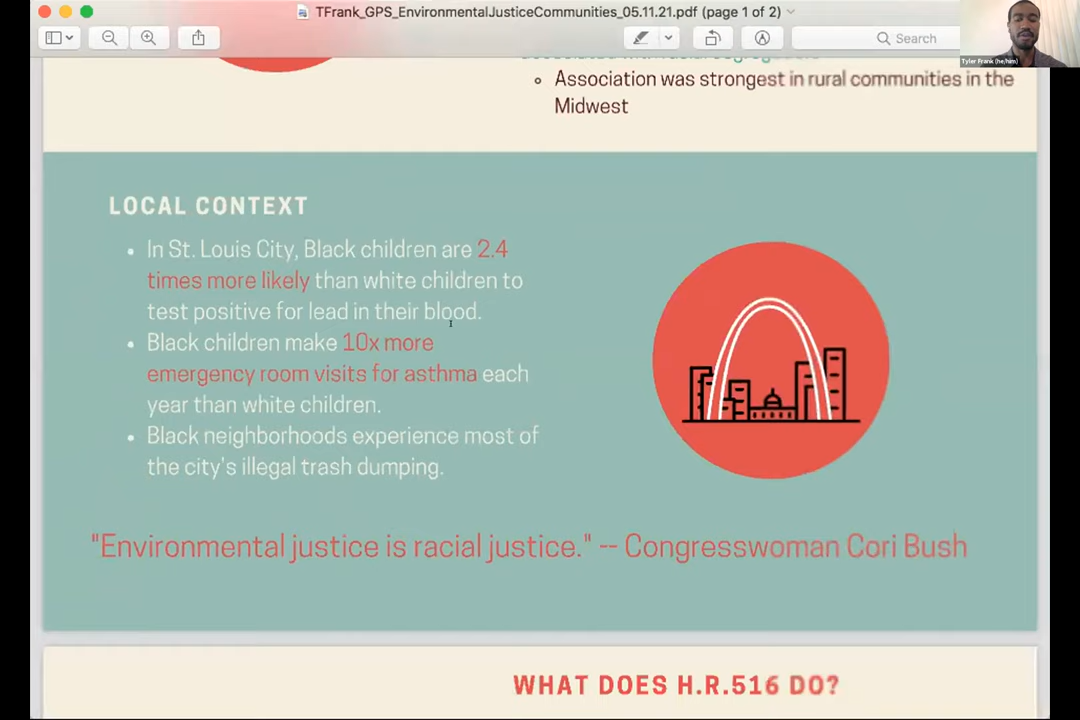 TFrank_GPS_EnvironmentalJusticeCommunities_05.11.21.pdf (page 1 of 2)
Search
Tyler Frank (he/him)
Association was strongest in rural communities in the
Midwest
LOCAL CONTEXT
• In St. Louis City, Black children are 2.4
times more likely than white children to
test positive for lead in their blood.
• Black children make 10x more
emergency room visits for asthma each
year than white children.
• Black neighborhoods experience most of
the city's illegal trash dumping.
"Environmental justice is racial justice." -- Congresswoman Cori Bush
WHAT DOES H.R.516 DO?